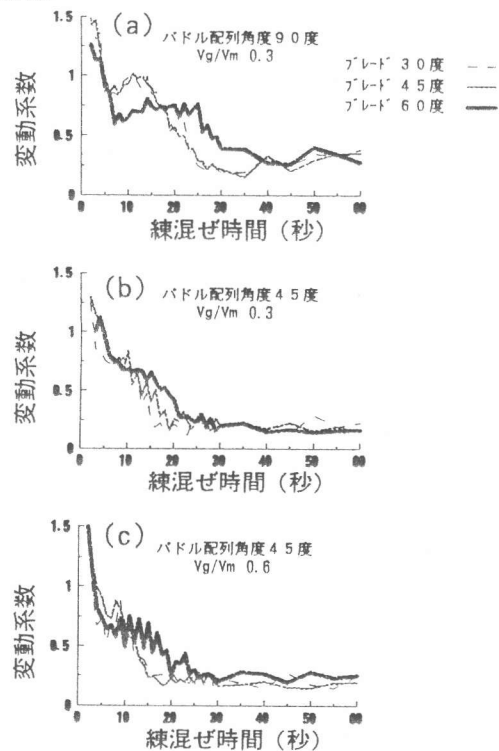 (a)
パドル配列角度90度
Vg/Vm 0.3
ブレード 30度
ブレード 45度
ブレード 60度
変動系数
1.5
1
0.5
0
0 10 20 30 40 50 60
練混ぜ時間（秒）
(b)
パドル配列角度45度
Vg/Vm 0.3
変動系数
1.5
1
0.5
0
0 10 20 30 40 50 60
練混ぜ時間（秒）
(c)
パドル配列角度45度
Vg/Vm 0.6
変動系数
1.5
1
0.5
0
0 10 20 30 40 50 60
練混ぜ時間（秒）